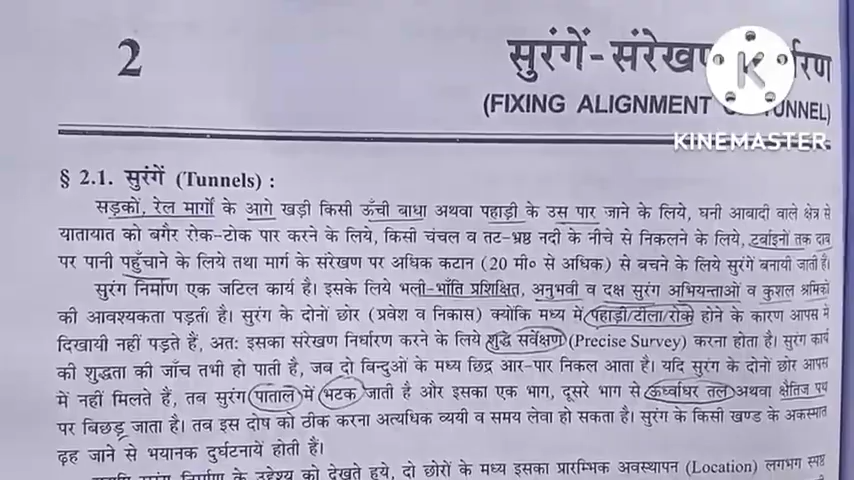 2
सुरंगें-संरेखण
(FIXING ALIGNMENT TUNNEL)
KINEMASTER
§ 2.1. सुरंगें (Tunnels) :
सड़कों, रेल मार्गों के आगे खड़ी किसी ऊँची बाधा अथवा पहाड़ी के उस पार जाने के लिये, घनी आबादी वाले क्षेत्र से
यातायात को बगैर रोक-टोक पार करने के लिये, किसी चंचल व तट-भ्रष्ठ नदी के नीचे से निकलने के लिये, टर्बाइनों तक दाब
पर पानी पहुँचाने के लिये तथा मार्ग के संरेखण पर अधिक कटान (20 मी० से अधिक) से बचने के लिये सुरंगें बनायी जाती हैं।
सुरंग निर्माण एक जटिल कार्य है। इसके लिये भली-भाँति प्रशिक्षित, अनुभवी व दक्ष सुरंग अभियन्ताओं व कुशल श्रमिकों
की आवश्यकता पड़ती है। सुरंग के दोनों छोर (प्रवेश व निकास) क्योंकि मध्य में पहाड़ी/टीला/रोक होने के कारण आपस में
दिखायी नहीं पड़ते हैं, अतः इसका संरेखण निर्धारण करने के लिये शुद्ध सर्वेक्षण (Precise Survey) करना होता है। सुरंग कार्य
की शुद्धता की जाँच तभी हो पाती है, जब दो बिन्दुओं के मध्य छिद्र आर-पार निकल आता है। यदि सुरंग के दोनों छोर आपस
में नहीं मिलते हैं, तब सुरंग पाताल में भटक जाती है और इसका एक भाग, दूसरे भाग से ऊर्ध्वाधर तल अथवा क्षैतिज पथ
पर बिछड़ जाता है। तब इस दोष को ठीक करना अत्यधिक व्ययी व समय लेवा हो सकता है। सुरंग के किसी खण्ड के अकस्मात
ढ़ह जाने से भयानक दुर्घटनायें होती हैं।
सुरंग निर्माण के उद्देश्य को देखते हुये, दो छोरों के मध्य इसका प्रारम्भिक अवस्थापन (Location) लगभग स्पष्ट